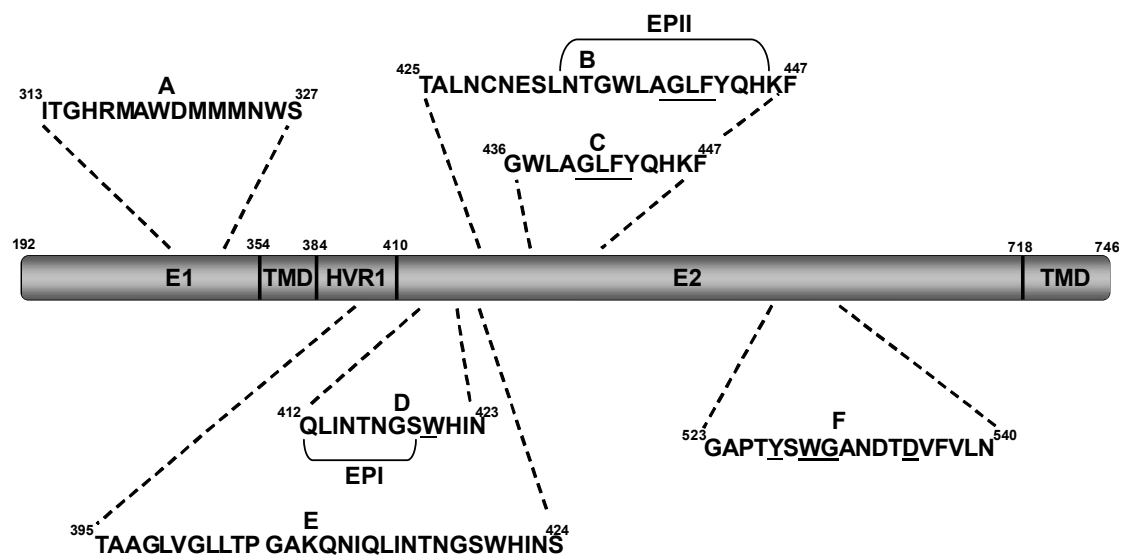 EPII
B
425 TALNCNESLNTGWLAGLFYQHKF 447
A
313 ITGHRMAWDMMMNWS 327
C
436 GWLAGLFYQHKF 447
192 354 384 410 718 746
E1 TMD HVR1 E2 TMD
D
412 QLINTNGSWHIN 423
EPI
F
523 GAPTYSWGANDTDVFVLN 540
E
395 TAAGLVGLLTP GAKQNIQLINTNGSWHINS 424